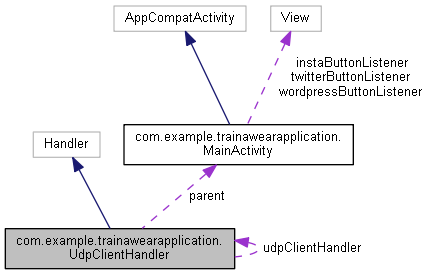 AppCompatActivity
View
instaButtonListener
twitterButtonListener
wordpressButtonListener
Handler
com.example.trainawearapplication.
MainActivity
parent
com.example.trainawearapplication.
UdpClientHandler
udpClientHandler